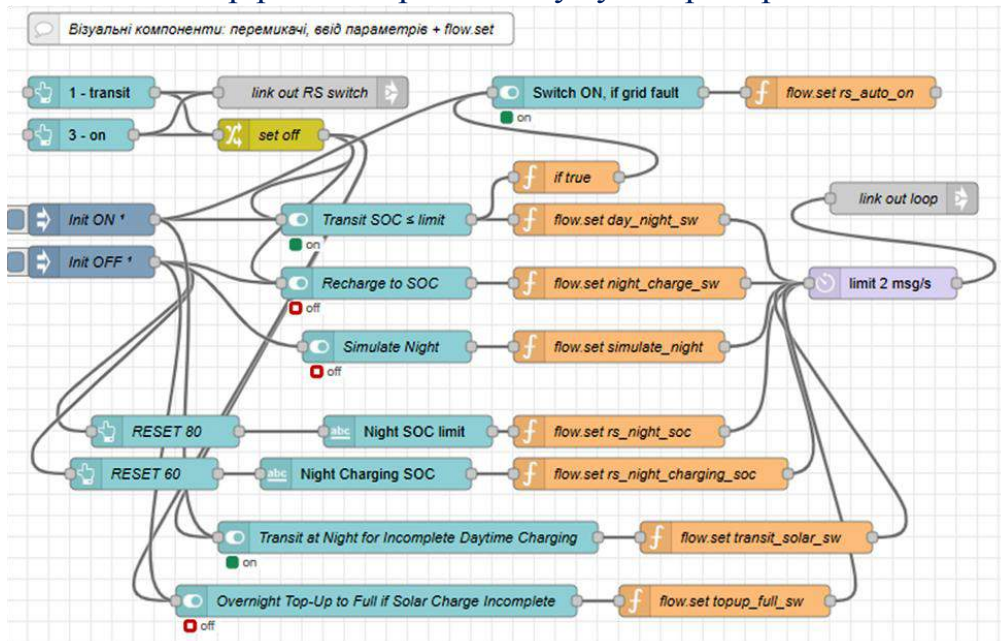 Візуальні компоненти: перемикачі, ввід параметрів + flow.set
1 - transit
link out RS switch
Switch ON, if grid fault
flow.set rs_auto_on
on
3 - on
set off
if true
link out loop
Init ON ¹
Transit SOC ≤ limit
flow.set day_night_sw
on
Init OFF ¹
Recharge to SOC
flow.set night_charge_sw
limit 2 msg/s
off
Simulate Night
flow.set simulate_night
off
RESET 80
abc
Night SOC limit
flow.set rs_night_soc
RESET 60
abc
Night Charging SOC
flow.set rs_night_charging_soc
Transit at Night for Incomplete Daytime Charging
flow.set transit_solar_sw
on
Overnight Top-Up to Full if Solar Charge Incomplete
flow.set topup_full_sw
off